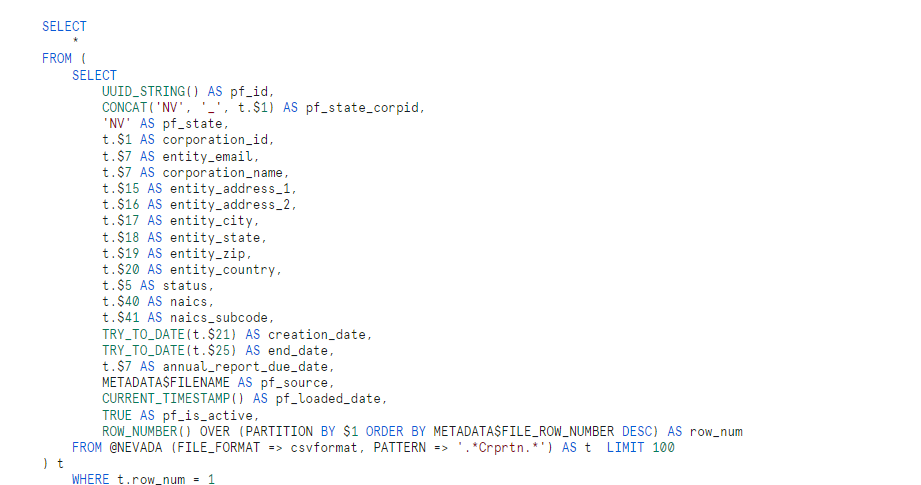 SELECT
*
FROM (
SELECT
UUID_STRING() AS pf_id,
CONCAT('NV', '_', t.$1) AS pf_state_corpid,
'NV' AS pf_state,
t.$1 AS corporation_id,
t.$7 AS entity_email,
t.$7 AS corporation_name,
t.$15 AS entity_address_1,
t.$16 AS entity_address_2,
t.$17 AS entity_city,
t.$18 AS entity_state,
t.$19 AS entity_zip,
t.$20 AS entity_country,
t.$5 AS status,
t.$40 AS naics,
t.$41 AS naics_subcode,
TRY_TO_DATE(t.$21) AS creation_date,
TRY_TO_DATE(t.$25) AS end_date,
t.$7 AS annual_report_due_date,
METADATA$FILENAME AS pf_source,
CURRENT_TIMESTAMP() AS pf_loaded_date,
TRUE AS pf_is_active,
ROW_NUMBER() OVER (PARTITION BY $1 ORDER BY METADATA$FILE_ROW_NUMBER DESC) AS row_num
FROM @NEVADA (FILE_FORMAT => csvformat, PATTERN => '.*Crprtn.*') AS t  LIMIT 100
) t
WHERE t.row_num = 1